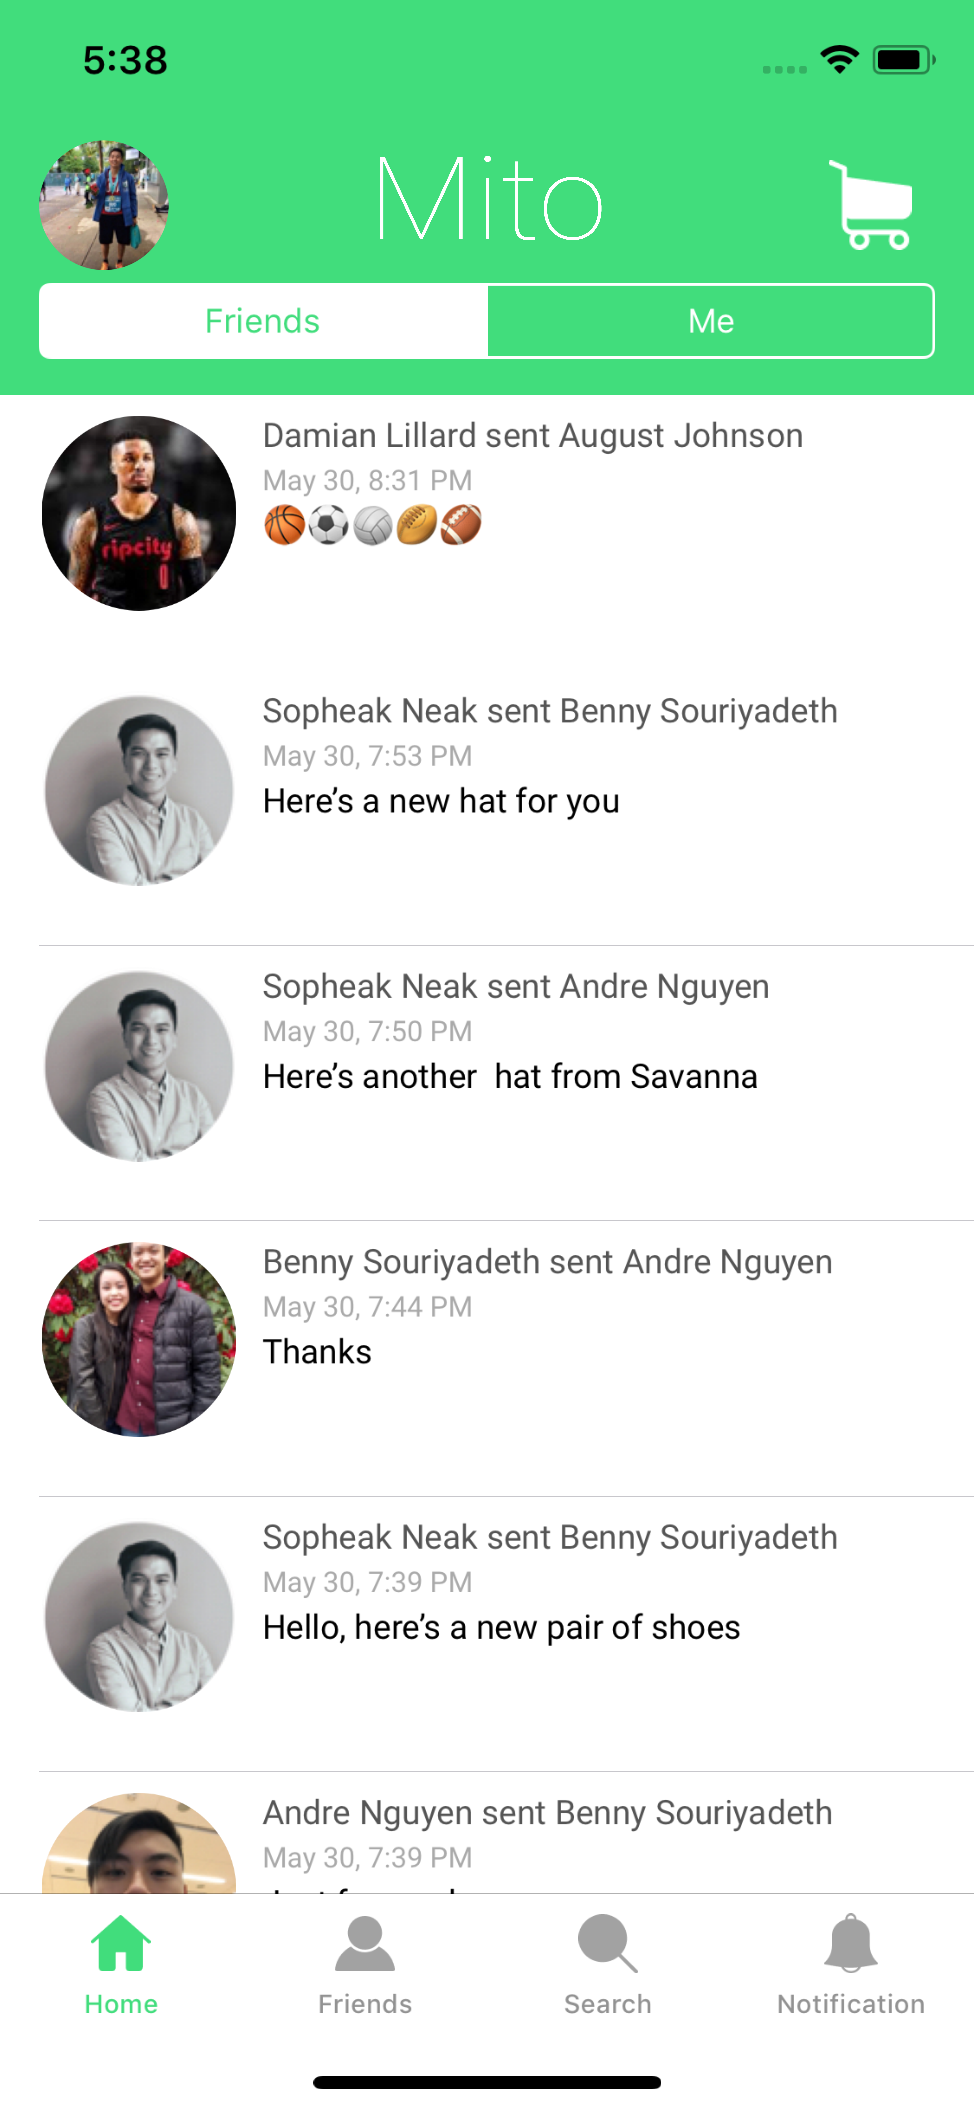 5:38
Mito
Friends
Me
Damian Lillard sent August Johnson
May 30, 8:31 PM
🏀⚽🏐🏉🏈
ripcity
0
Sopheak Neak sent Benny Souriyadeth
May 30, 7:53 PM
Here’s a new hat for you
Sopheak Neak sent Andre Nguyen
May 30, 7:50 PM
Here’s another  hat from Savanna
Benny Souriyadeth sent Andre Nguyen
May 30, 7:44 PM
Thanks
Sopheak Neak sent Benny Souriyadeth
May 30, 7:39 PM
Hello, here’s a new pair of shoes
Andre Nguyen sent Benny Souriyadeth
May 30, 7:39 PM
Home
Friends
Search
Notification